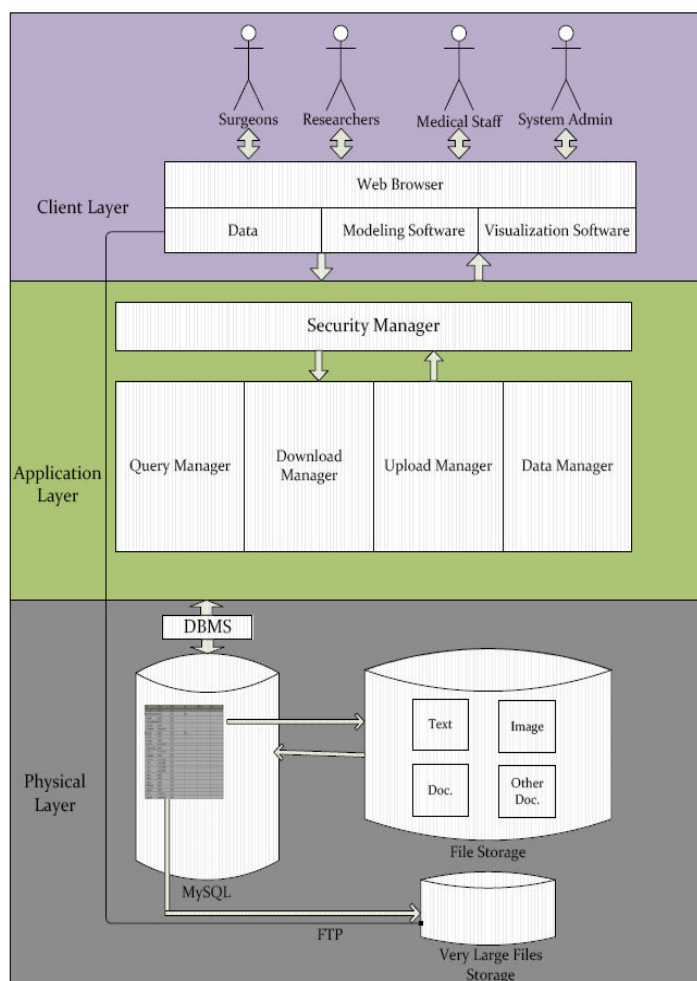 Surgeons
Researchers
Medical Staff
System Admin
Web Browser
Client Layer
Data
Modeling Software
Visualization Software
Security Manager
Query Manager
Download
Manager
Upload Manager
Data Manager
Application
Layer
DBMS
Text
Image
Doc.
Other
Doc.
Physical
Layer
File Storage
MySQL
FTP
Very Large Files
Storage